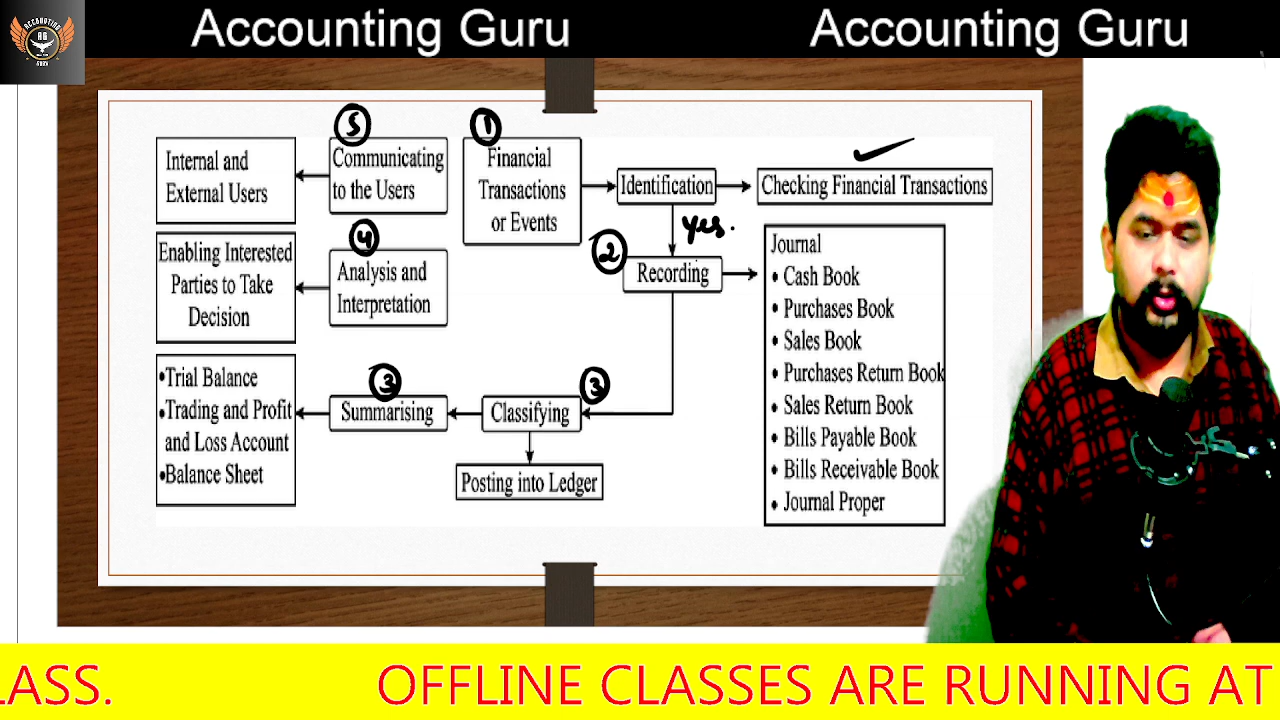 Accounting Guru
Accounting Guru
ACCOUNTING
AG
GURU
5
1
Internal and
External Users
Communicating
to the Users
Financial
Transactions
or Events
Identification
Checking Financial Transactions
yes.
4
2
Enabling Interested
Parties to Take
Decision
Analysis and
Interpretation
Recording
Journal
• Cash Book
• Purchases Book
• Sales Book
• Purchases Return Book
• Sales Return Book
• Bills Payable Book
• Bills Receivable Book
• Journal Proper
3
3
•Trial Balance
•Trading and Profit
and Loss Account
•Balance Sheet
Summarising
Classifying
Posting into Ledger
LASS. OFFLINE CLASSES ARE RUNNING AT